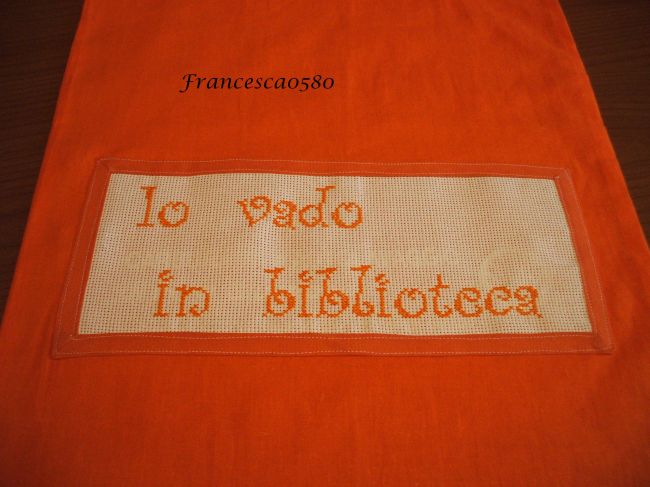 Francesca0580
Io vado
in biblioteca